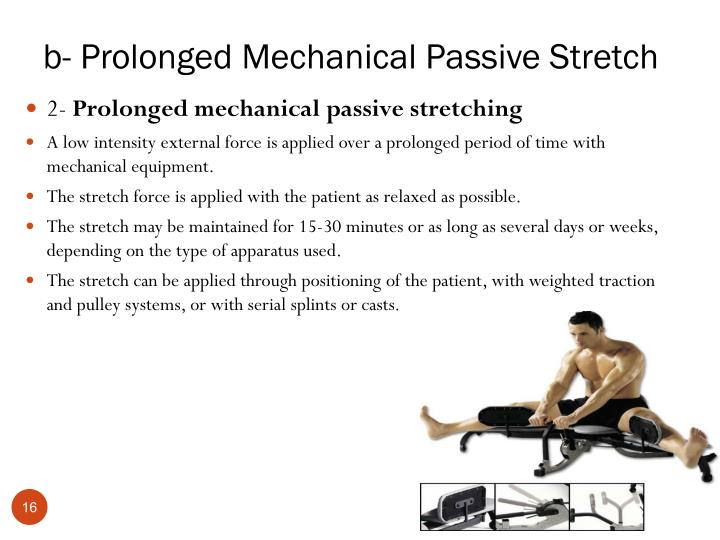 b- Prolonged Mechanical Passive Stretch
• 2- Prolonged mechanical passive stretching
• A low intensity external force is applied over a prolonged period of time with
mechanical equipment.
• The stretch force is applied with the patient as relaxed as possible.
• The stretch may be maintained for 15-30 minutes or as long as several days or weeks,
depending on the type of apparatus used.
• The stretch can be applied through positioning of the patient, with weighted traction
and pulley systems, or with serial splints or casts.
16